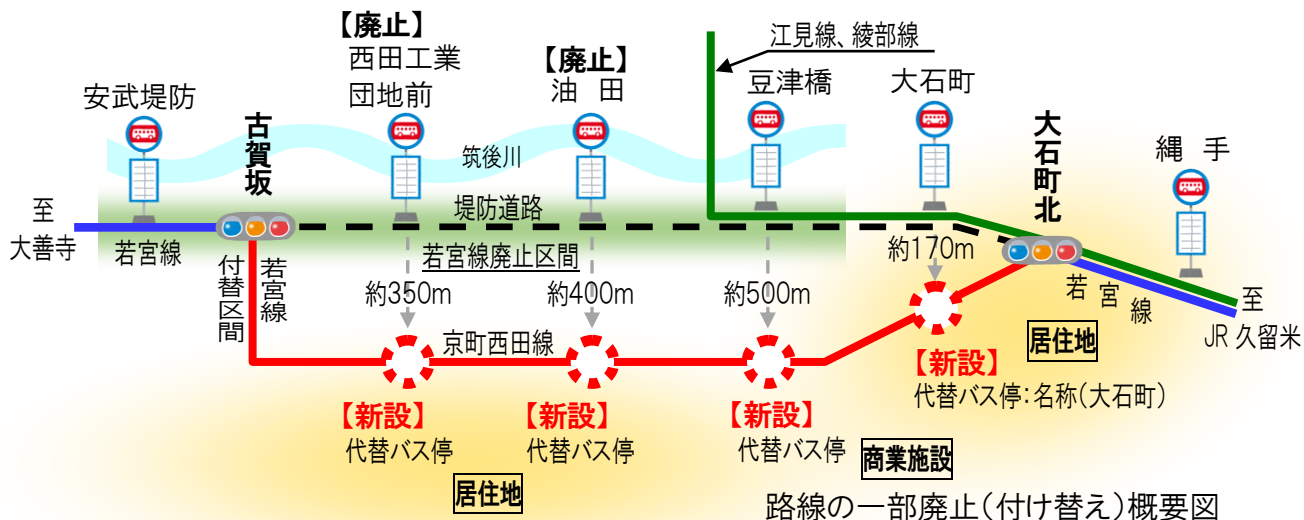 【廃止】
西田工業
団地前
【廃止】
油 田
江見線、綾部線
安武堤防
豆津橋
大石町
古賀坂
大石町北
縄 手
筑後川
堤防道路
至
大善寺
若宮線
若宮線廃止区間
若宮線
付替区間
約350m
約400m
約500m
約170m
若宮線
至
JR 久留米
京町西田線
居住地
【新設】
代替バス停:名称(大石町)
【新設】
代替バス停
【新設】
代替バス停
【新設】
代替バス停
商業施設
居住地
路線の一部廃止(付け替え)概要図